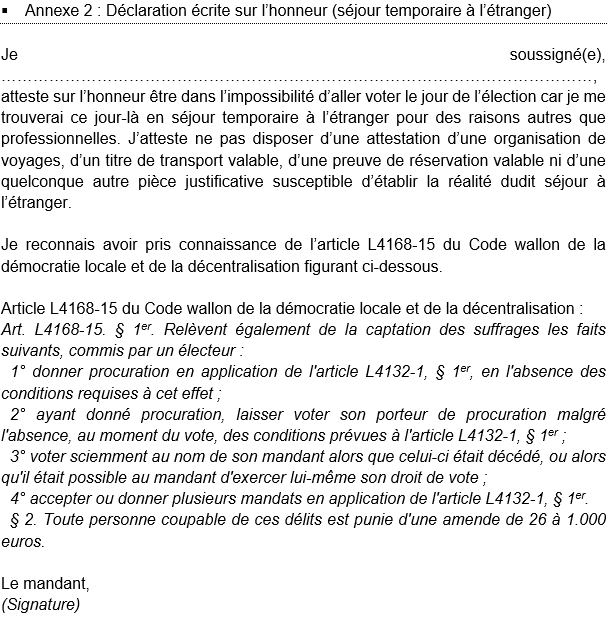 ▪ Annexe 2 : Déclaration écrite sur l’honneur (séjour temporaire à l’étranger)
Je soussigné(e),
……………………………………………………………………………………………………,
atteste sur l’honneur être dans l’impossibilité d’aller voter le jour de l’élection car je me
trouverai ce jour-là en séjour temporaire à l’étranger pour des raisons autres que
professionnelles. J’atteste ne pas disposer d’une attestation d’une organisation de
voyages, d’un titre de transport valable, d’une preuve de réservation valable ni d’une
quelconque autre pièce justificative susceptible d’établir la réalité dudit séjour à
l’étranger.
Je reconnais avoir pris connaissance de l’article L4168-15 du Code wallon de la
démocratie locale et de la décentralisation figurant ci-dessous.
Article L4168-15 du Code wallon de la démocratie locale et de la décentralisation :
Art. L4168-15. § 1er. Relèvent également de la captation des suffrages les faits
suivants, commis par un électeur :
1° donner procuration en application de l'article L4132-1, § 1er, en l'absence des
conditions requises à cet effet ;
2° ayant donné procuration, laisser voter son porteur de procuration malgré
l'absence, au moment du vote, des conditions prévues à l'article L4132-1, § 1er ;
3° voter sciemment au nom de son mandant alors que celui-ci était décédé, ou alors
qu'il était possible au mandant d'exercer lui-même son droit de vote ;
4° accepter ou donner plusieurs mandats en application de l'article L4132-1, § 1er.
§ 2. Toute personne coupable de ces délits est punie d'une amende de 26 à 1.000
euros.
Le mandant,
(Signature)